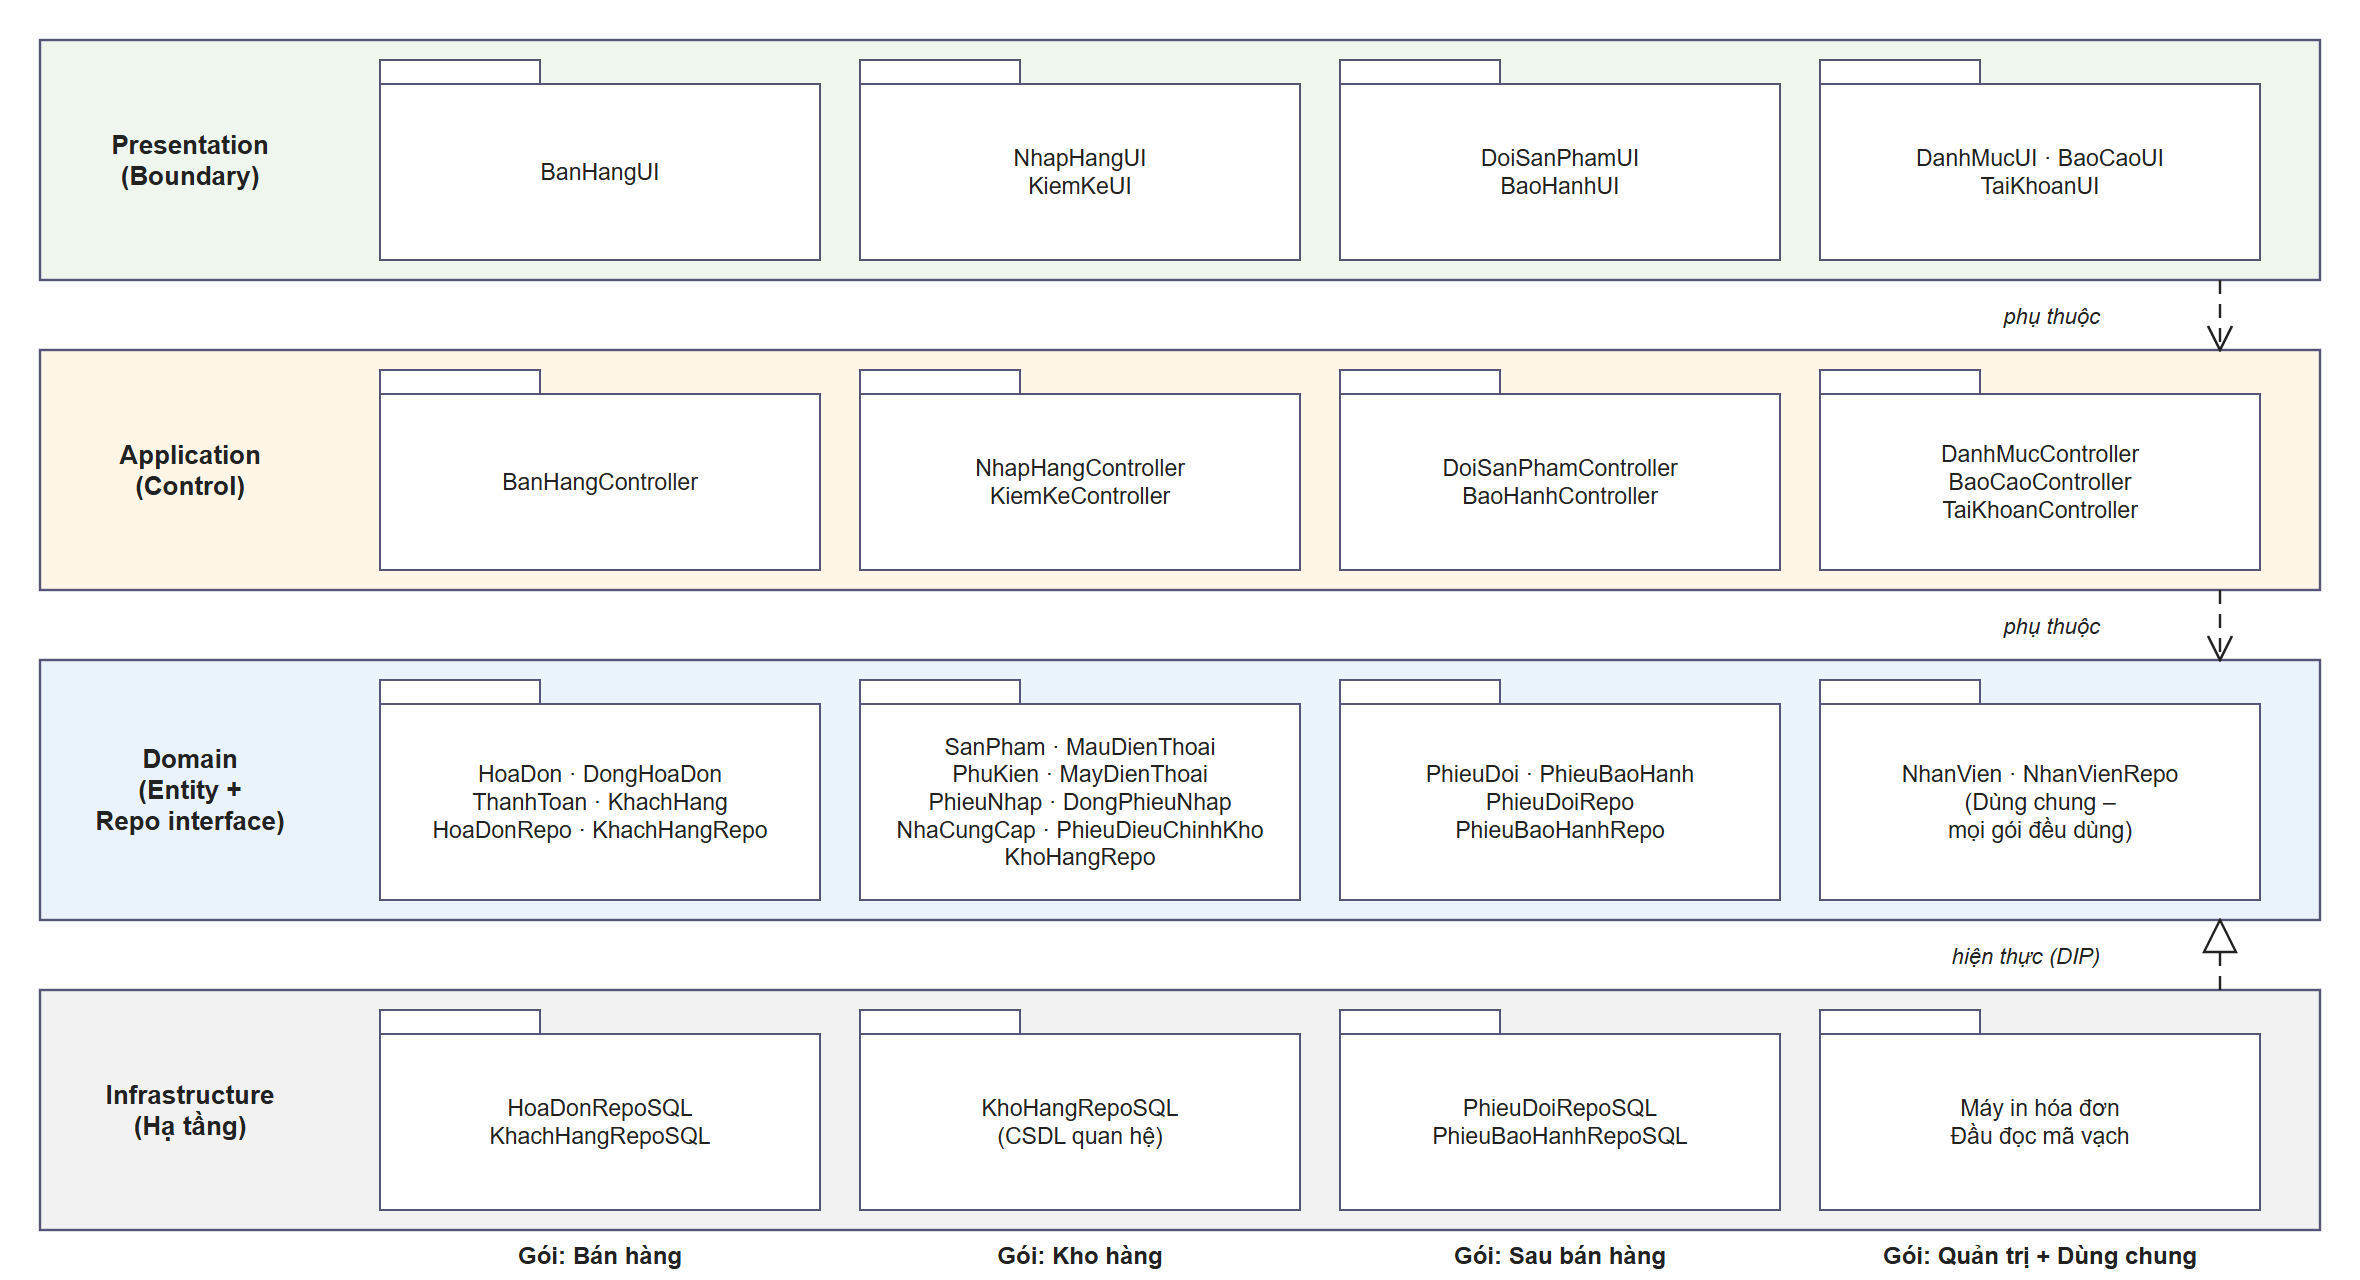 Presentation
(Boundary)
BanHangUI
NhapHangUI
KiemKeUI
DoiSanPhamUI
BaoHanhUI
DanhMucUI · BaoCaoUI
TaiKhoanUI
phụ thuộc
Application
(Control)
BanHangController
NhapHangController
KiemKeController
DoiSanPhamController
BaoHanhController
DanhMucController
BaoCaoController
TaiKhoanController
phụ thuộc
Domain
(Entity +
Repo interface)
HoaDon · DongHoaDon
ThanhToan · KhachHang
HoaDonRepo · KhachHangRepo
SanPham · MauDienThoai
PhuKien · MayDienThoai
PhieuNhap · DongPhieuNhap
NhaCungCap · PhieuDieuChinhKho
KhoHangRepo
PhieuDoi · PhieuBaoHanh
PhieuDoiRepo
PhieuBaoHanhRepo
NhanVien · NhanVienRepo
(Dùng chung –
mọi gói đều dùng)
hiện thực (DIP)
Infrastructure
(Hạ tầng)
HoaDonRepoSQL
KhachHangRepoSQL
KhoHangRepoSQL
(CSDL quan hệ)
PhieuDoiRepoSQL
PhieuBaoHanhRepoSQL
Máy in hóa đơn
Đầu đọc mã vạch
Gói: Bán hàng
Gói: Kho hàng
Gói: Sau bán hàng
Gói: Quản trị + Dùng chung